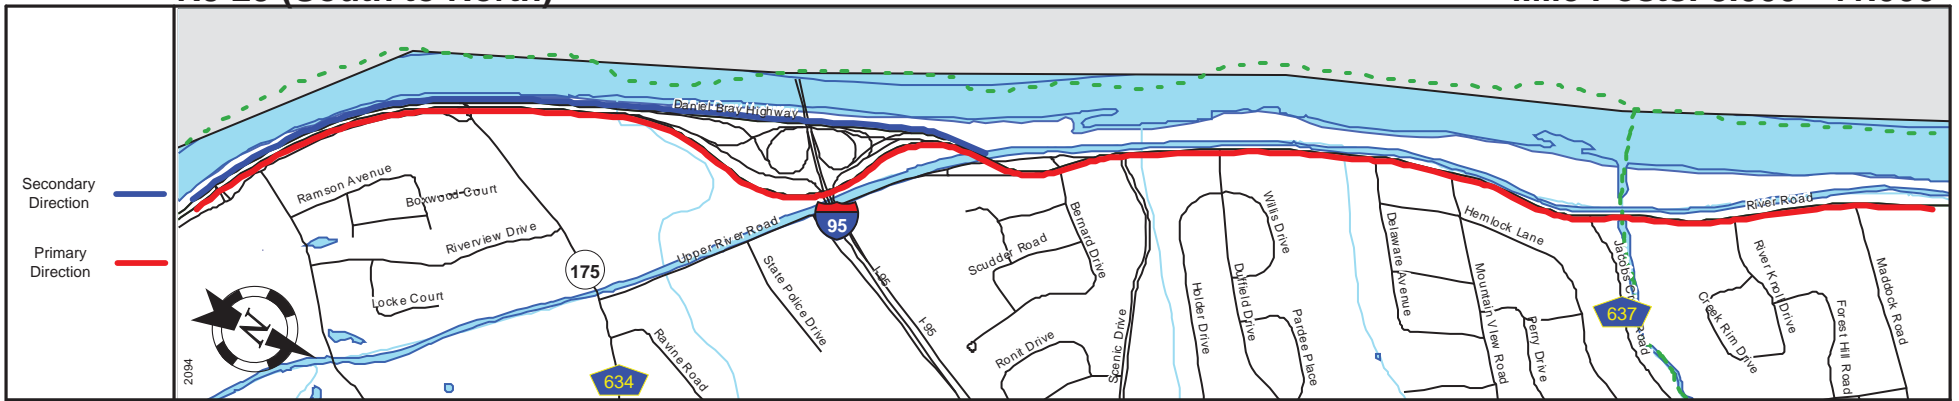 Secondary
Direction
Primary
Direction
Daniel Bray Highway
Ramson Avenue
Boxwood Court
Riverview Drive
Locke Court
175
634
Upper River Road
State Police Drive
Ravine Road
95
I-95
I-95
Scudder Road
Bernard Drive
Ronit Drive
Scenic Drive
Holder Drive
Willis Drive
Duffield Drive
Pardee Place
Delaware Avenue
Hemlock Lane
Mountain View Road
Perry Drive
637
River Road
River Knoll Drive
Creek Rim Drive
Forest Hill Road
Maddock Road
N
2094